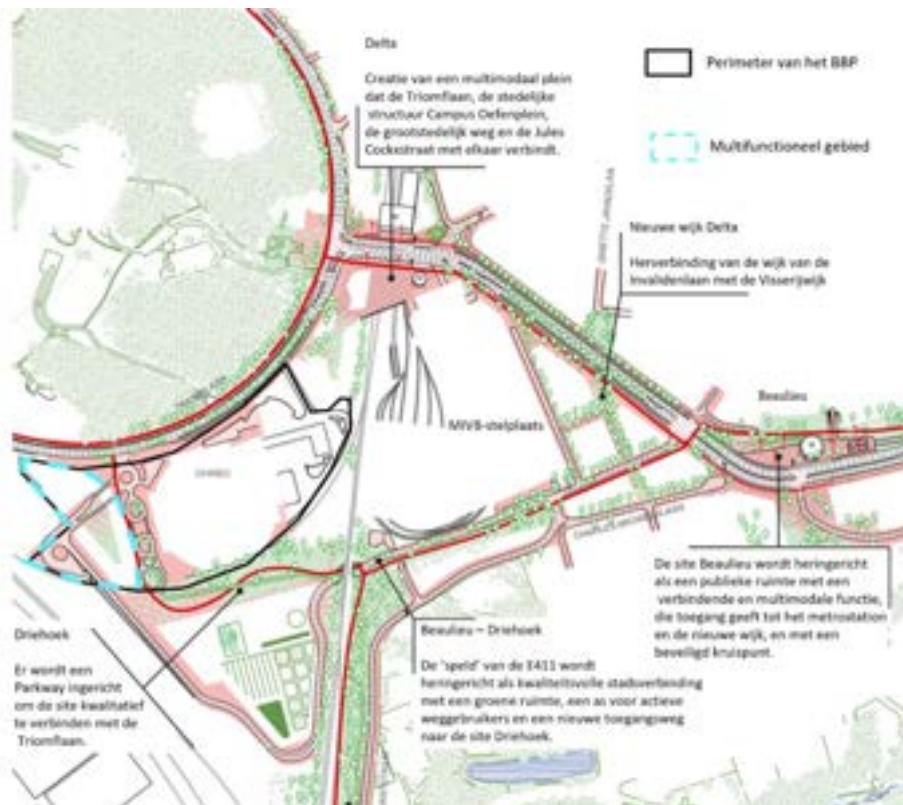 Delta
Creatie van een multimodaal plein
dat de Triomflaan, de stedelijke
structuur Campus Oefenplein,
de grootstedelijk weg en de Jules
Cockxstraat met elkaar verbindt.
Perimeter van het BBP
Multifunctioneel gebied
Nieuwe wijk Delta
Herverbinding van de wijk van de
Invalidenlaan met de Visserijwijk
Beaulieu
MIVB-stelplaats
De site Beaulieu wordt heringericht
als een publieke ruimte met een
verbindende en multimodale functie,
die toegang geeft tot het metrostation
en de nieuwe wijk, en met een
beveiligd kruispunt.
Driehoek
Er wordt een
Parkway ingericht
om de site kwalitatief
te verbinden met de
Triomflaan.
Beaulieu – Driehoek
De 'speld' van de E411 wordt
heringericht als kwaliteitsvolle stadsverbinding
met een groene ruimte, een as voor actieve
weggebruikers en een nieuwe toegangsweg
naar de site Driehoek.